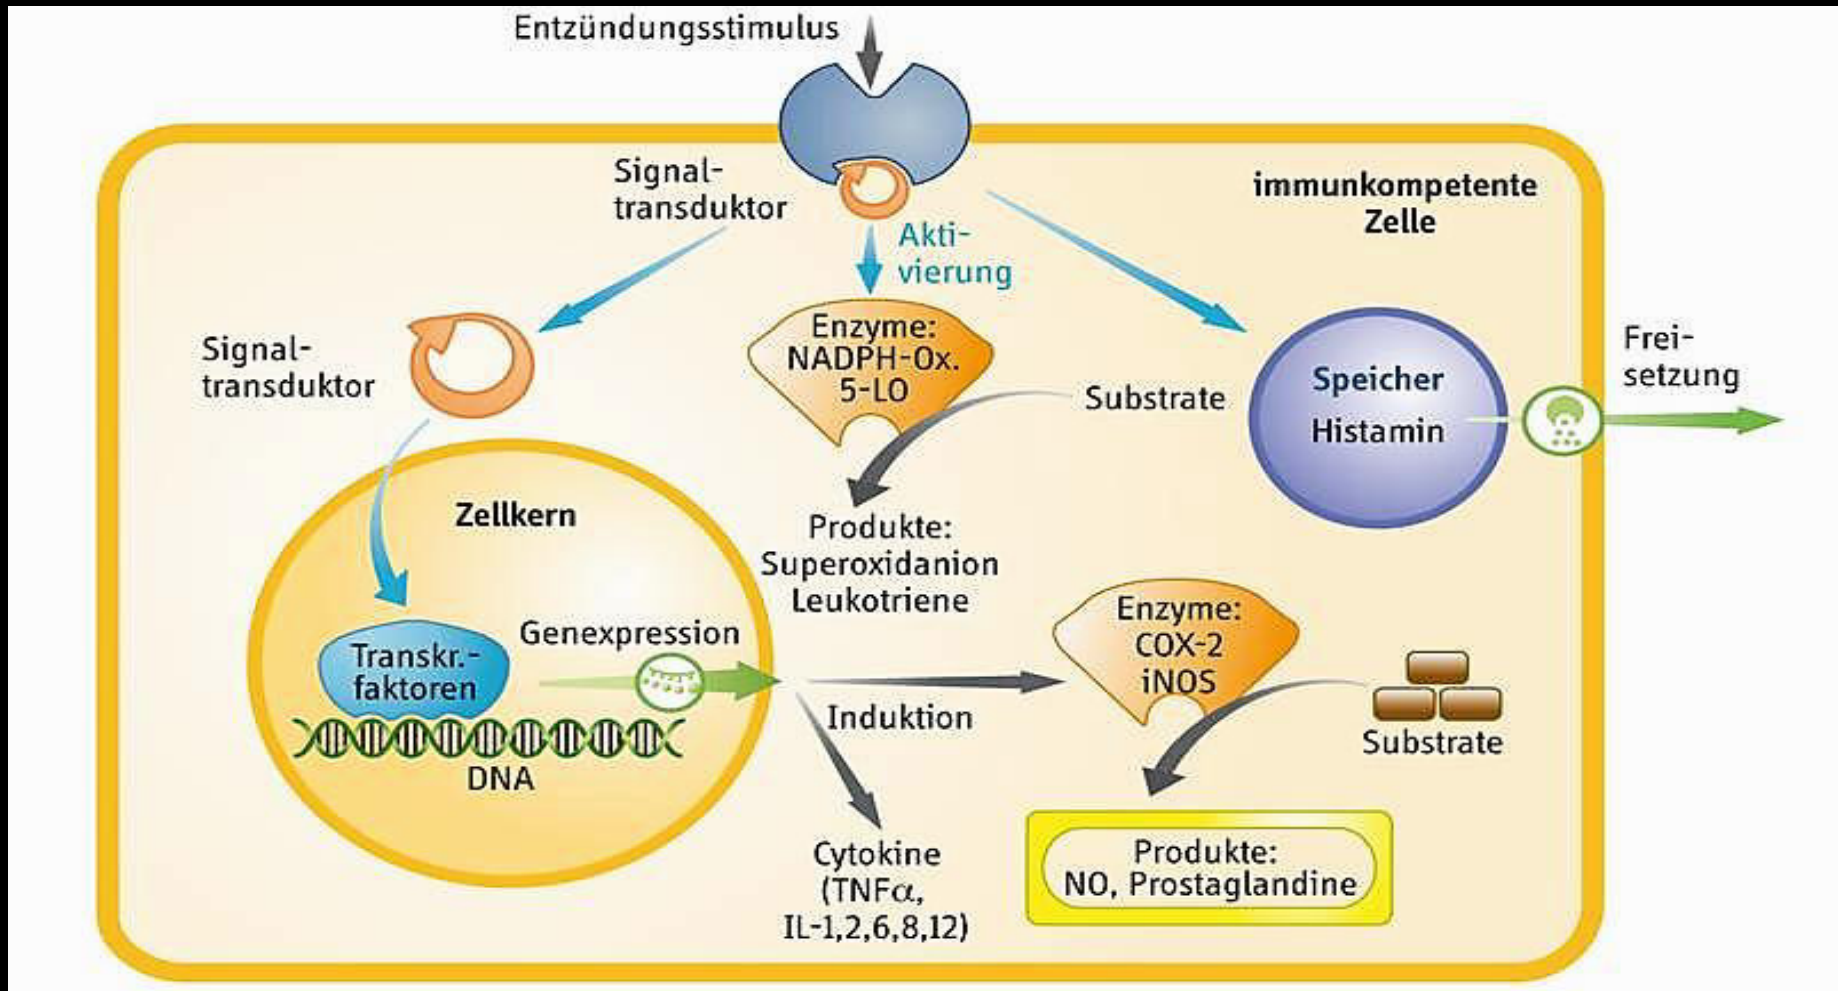 Entzündungsstimulus
Signal-
transduktor
immunkompetente
Zelle
Akti-
vierung
Signal-
transduktor
Enzyme:
NADPH-Ox.
5-LO
Substrate
Speicher
Histamin
Frei-
setzung
Zellkern
Produkte:
Superoxidanion
Leukotriene
Transkr.-
faktoren
Genexpression
DNA
Induktion
Enzyme:
COX-2
iNOS
Substrate
Cytokine
(TNFα,
IL-1,2,6,8,12)
Produkte:
NO, Prostaglandine